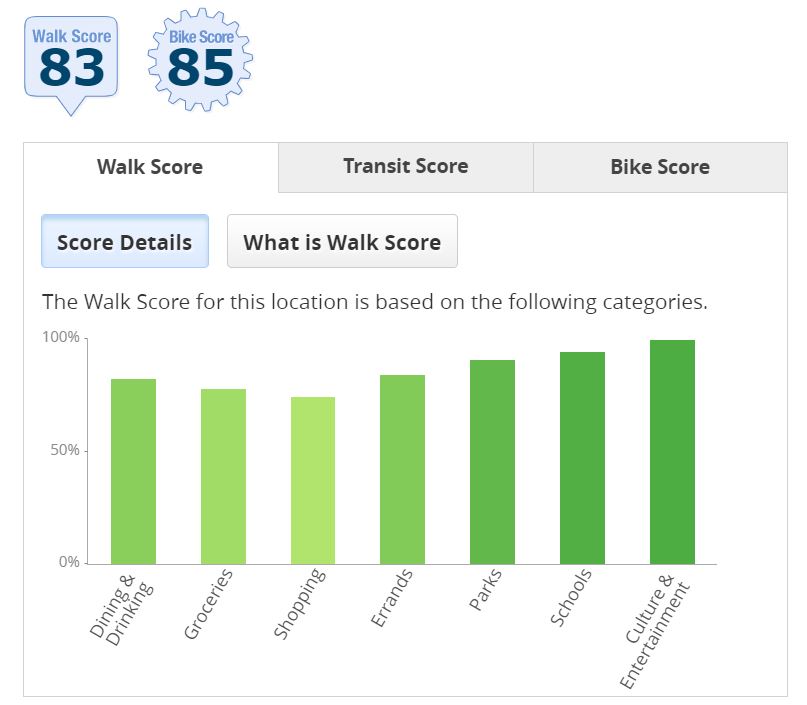 Walk Score
83
Bike Score
85
Walk Score
Transit Score
Bike Score
Score Details
What is Walk Score
The Walk Score for this location is based on the following categories.
100%
50%
0%
Dining &
Drinking
Groceries
Shopping
Errands
Parks
Schools
Culture &
Entertainment